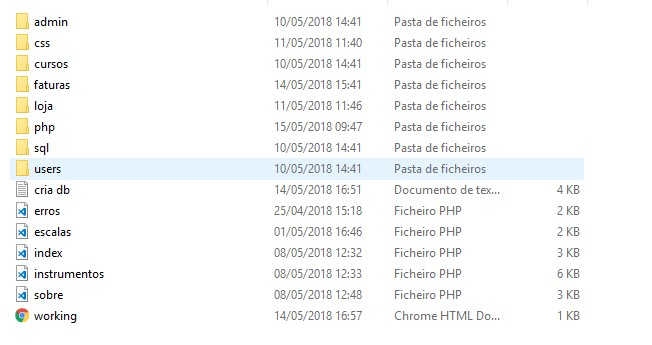 admin 10/05/2018 14:41 Pasta de ficheiros
css 11/05/2018 11:40 Pasta de ficheiros
cursos 10/05/2018 14:41 Pasta de ficheiros
faturas 14/05/2018 15:41 Pasta de ficheiros
loja 11/05/2018 11:46 Pasta de ficheiros
php 15/05/2018 09:47 Pasta de ficheiros
sql 10/05/2018 14:41 Pasta de ficheiros
users 10/05/2018 14:41 Pasta de ficheiros
cria db 14/05/2018 16:51 Documento de tex... 4 KB
erros 25/04/2018 15:18 Ficheiro PHP 2 KB
escalas 01/05/2018 16:46 Ficheiro PHP 2 KB
index 08/05/2018 12:32 Ficheiro PHP 3 KB
instrumentos 08/05/2018 12:33 Ficheiro PHP 6 KB
sobre 08/05/2018 12:48 Ficheiro PHP 3 KB
working 14/05/2018 16:57 Chrome HTML Do... 1 KB